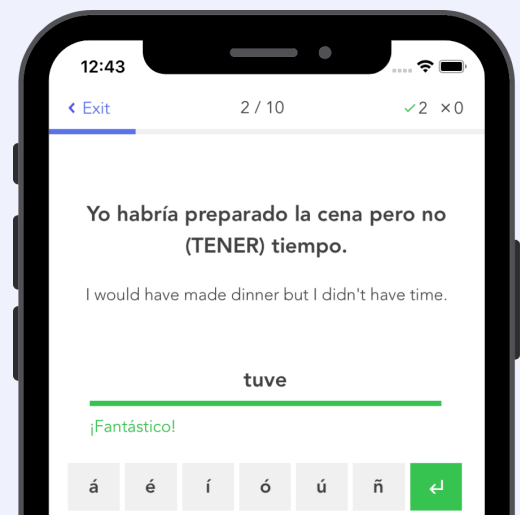 12:43
Exit 2 / 10 ✓2 ×0
Yo habría preparado la cena pero no
(TENER) tiempo.
I would have made dinner but I didn't have time.
tuve
¡Fantástico!
á é í ó ú ñ